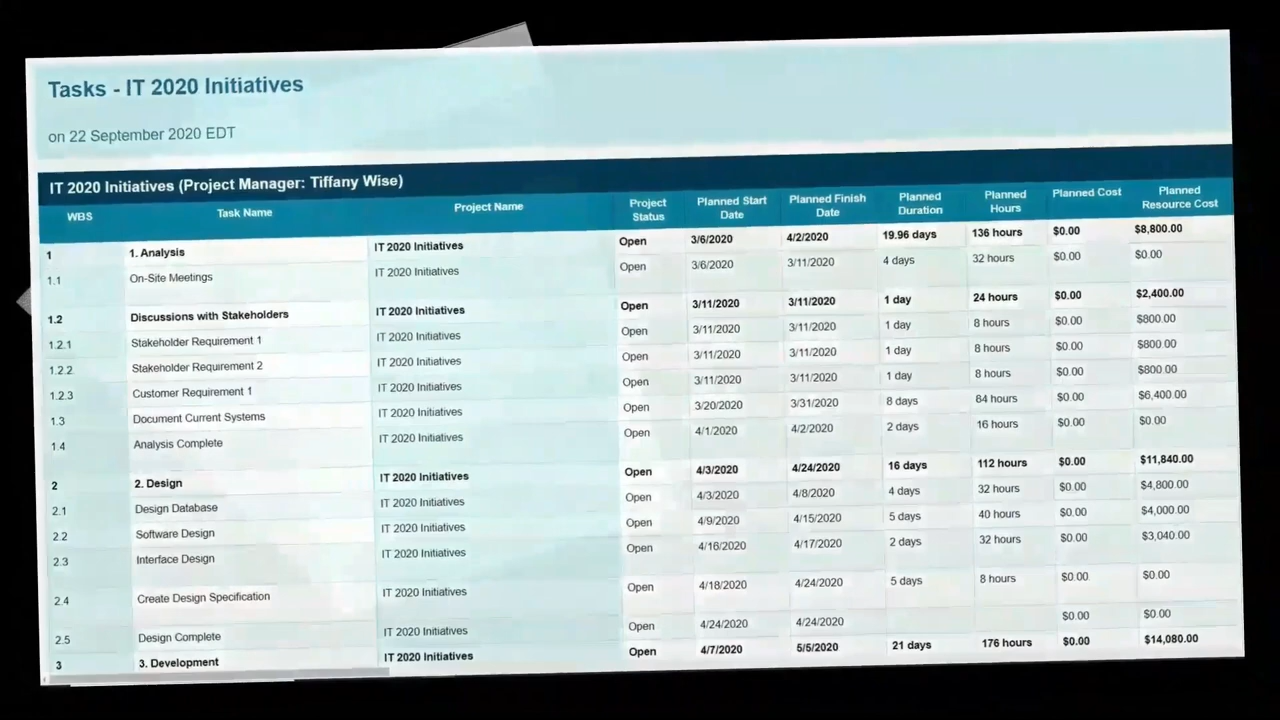 Tasks - IT 2020 Initiatives
on 22 September 2020 EDT
IT 2020 Initiatives (Project Manager: Tiffany Wise)
WBS Task Name Project Name Project Status Planned Start Date Planned Finish Date Planned Duration Planned Hours Planned Cost Planned Resource Cost
1 1. Analysis IT 2020 Initiatives Open 3/6/2020 4/2/2020 19.96 days 136 hours $0.00 $8,800.00
1.1 On-Site Meetings IT 2020 Initiatives Open 3/6/2020 3/11/2020 4 days 32 hours $0.00 $0.00
1.2 Discussions with Stakeholders IT 2020 Initiatives Open 3/11/2020 3/11/2020 1 day 24 hours $0.00 $2,400.00
1.2.1 Stakeholder Requirement 1 IT 2020 Initiatives Open 3/11/2020 3/11/2020 1 day 8 hours $0.00 $800.00
1.2.2 Stakeholder Requirement 2 IT 2020 Initiatives Open 3/11/2020 3/11/2020 1 day 8 hours $0.00 $800.00
1.2.3 Customer Requirement 1 IT 2020 Initiatives Open 3/11/2020 3/11/2020 1 day 8 hours $0.00 $800.00
1.3 Document Current Systems IT 2020 Initiatives Open 3/20/2020 3/31/2020 8 days 64 hours $0.00 $6,400.00
1.4 Analysis Complete IT 2020 Initiatives Open 4/1/2020 4/2/2020 2 days 16 hours $0.00 $0.00
2 2. Design IT 2020 Initiatives Open 4/3/2020 4/24/2020 16 days 112 hours $0.00 $11,840.00
2.1 Design Database IT 2020 Initiatives Open 4/3/2020 4/8/2020 4 days 32 hours $0.00 $4,800.00
2.2 Software Design IT 2020 Initiatives Open 4/9/2020 4/15/2020 5 days 40 hours $0.00 $4,000.00
2.3 Interface Design IT 2020 Initiatives Open 4/16/2020 4/17/2020 2 days 32 hours $0.00 $3,040.00
2.4 Create Design Specification IT 2020 Initiatives Open 4/18/2020 4/24/2020 5 days 8 hours $0.00 $0.00
2.5 Design Complete IT 2020 Initiatives Open 4/24/2020 4/24/2020 $0.00 $0.00
3 3. Development IT 2020 Initiatives Open 4/7/2020 5/5/2020 21 days 176 hours $0.00 $14,080.00